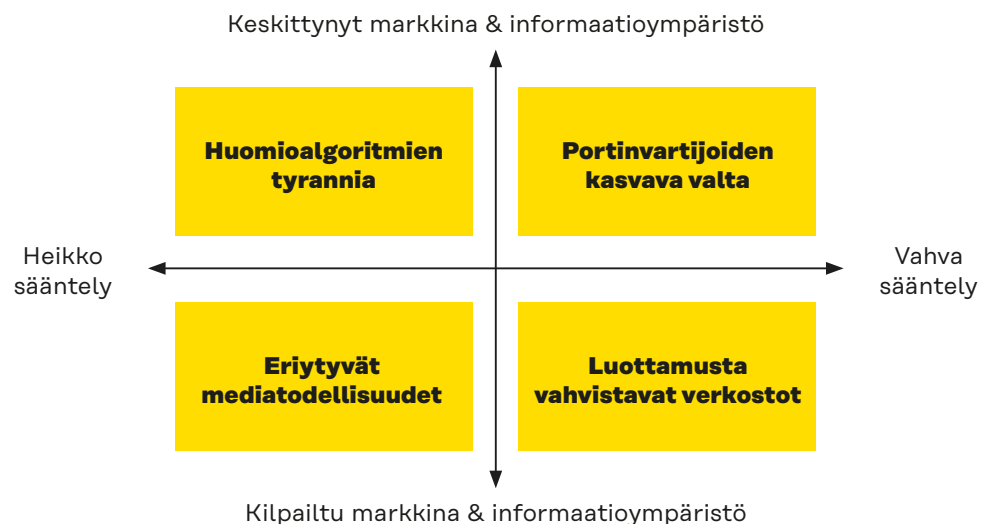 Keskittynyt markkina & informaatioympäristö
Huomioalgoritmien
tyrannia
Portinvartijoiden
kasvava valta
Heikko
sääntely
Vahva
sääntely
Eriytyvät
mediatodellisuudet
Luottamusta
vahvistavat verkostot
Kilpailtu markkina & informaatioympäristö